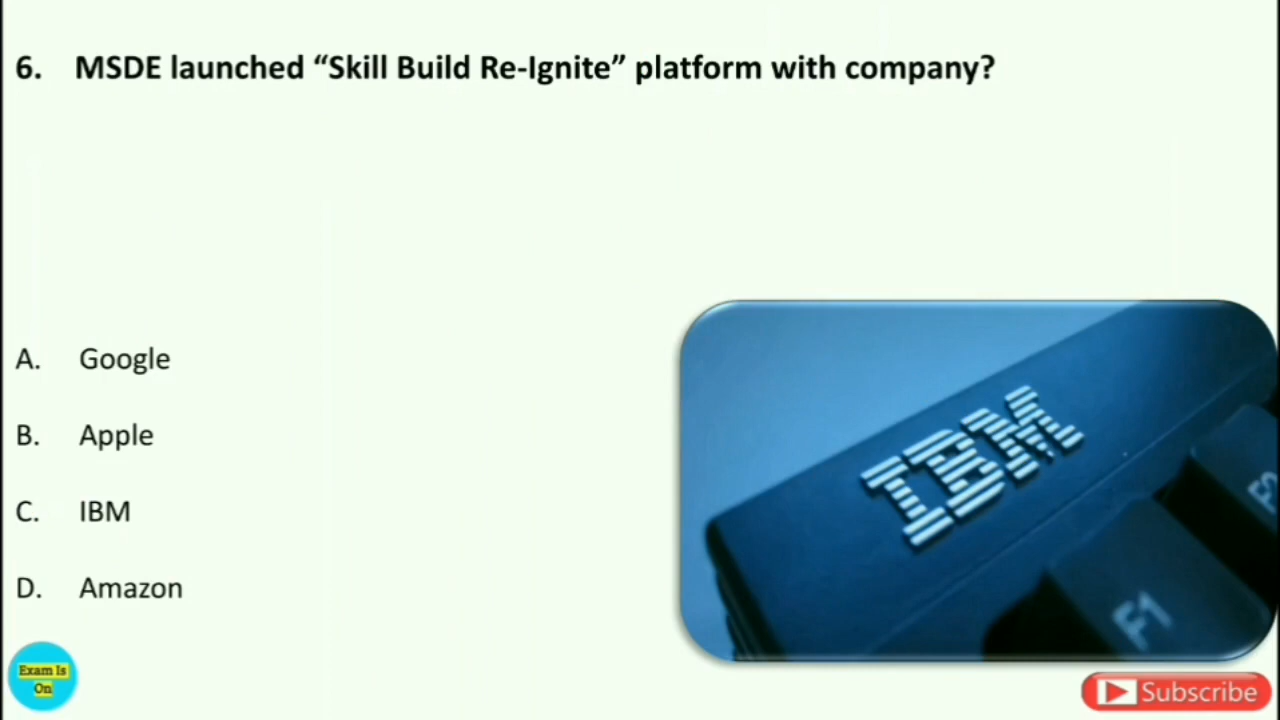 6. MSDE launched “Skill Build Re-Ignite” platform with company?
A. Google
B. Apple
C. IBM
D. Amazon
IBM
F1
F2
Exam Is
On
Subscribe